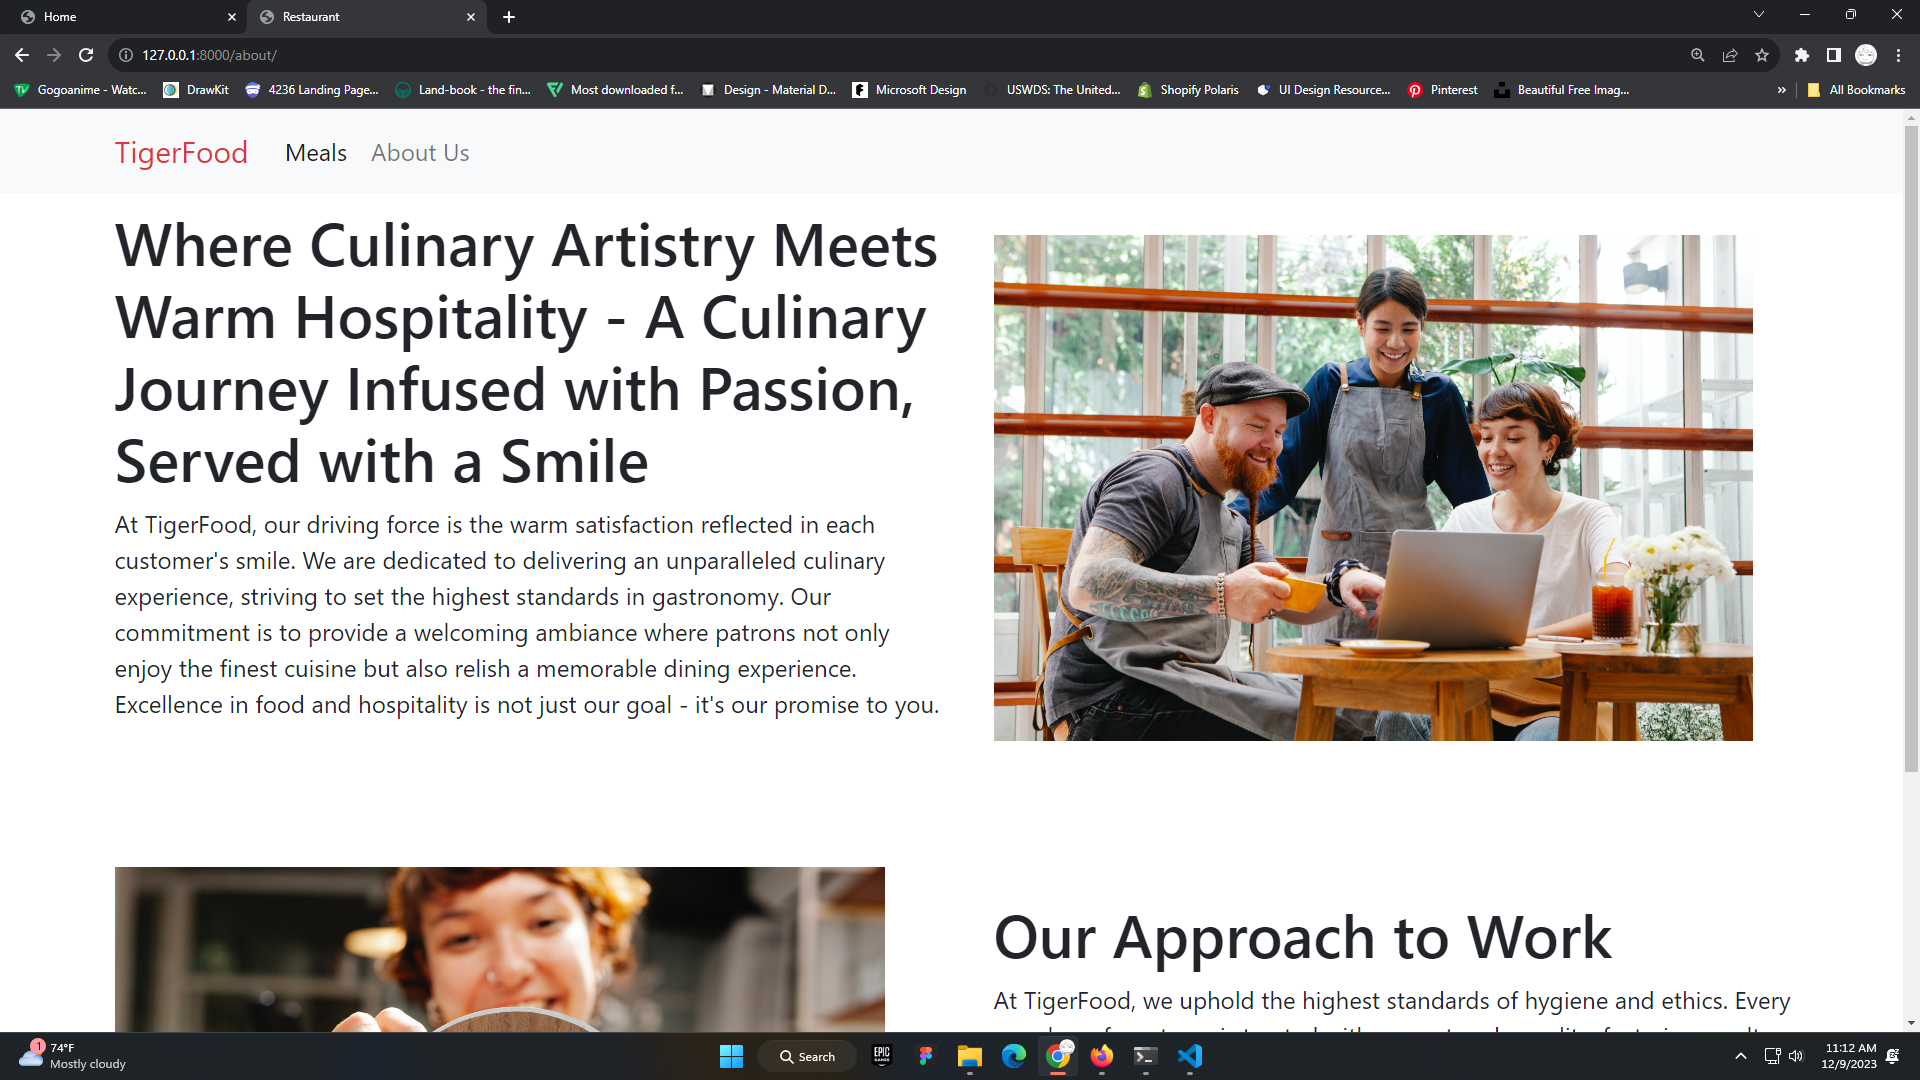 Home
Restaurant
127.0.0.1:8000/about/
Gogoanime - Watc...
DrawKit
4236 Landing Page...
Land-book - the fin...
Most downloaded f...
Design - Material D...
Microsoft Design
USWDS: The United...
Shopify Polaris
UI Design Resource...
Pinterest
Beautiful Free Imag...
»
All Bookmarks
TigerFood
Meals
About Us
Where Culinary Artistry Meets
Warm Hospitality - A Culinary
Journey Infused with Passion,
Served with a Smile
At TigerFood, our driving force is the warm satisfaction reflected in each
customer's smile. We are dedicated to delivering an unparalleled culinary
experience, striving to set the highest standards in gastronomy. Our
commitment is to provide a welcoming ambiance where patrons not only
enjoy the finest cuisine but also relish a memorable dining experience.
Excellence in food and hospitality is not just our goal - it's our promise to you.
Our Approach to Work
At TigerFood, we uphold the highest standards of hygiene and ethics. Every
1
74°F
Mostly cloudy
Search
EPIC
GAMES
11:12 AM
12/9/2023